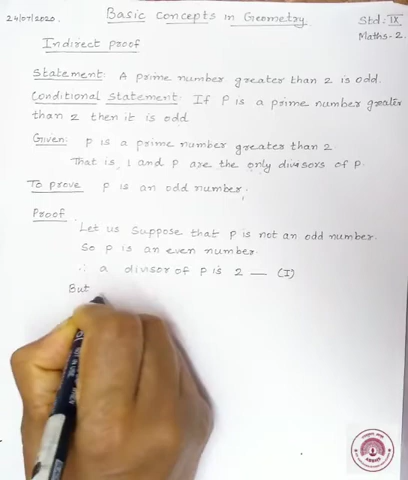 24/07/2020.
Basic concepts in Geometry.
Std: IX
Maths-2.
Indirect proof
Statement: A prime number greater than 2 is odd.
Conditional statement: If P is a prime number greater
than 2 then it is odd
Given: P is a prime number greater than 2.
That is, 1 and P are the only divisors of P.
To prove P is an odd number.
Proof.
Let us suppose that P is not an odd number.
So P is an even number.
∴ a divisor of P is 2 — (I)
But